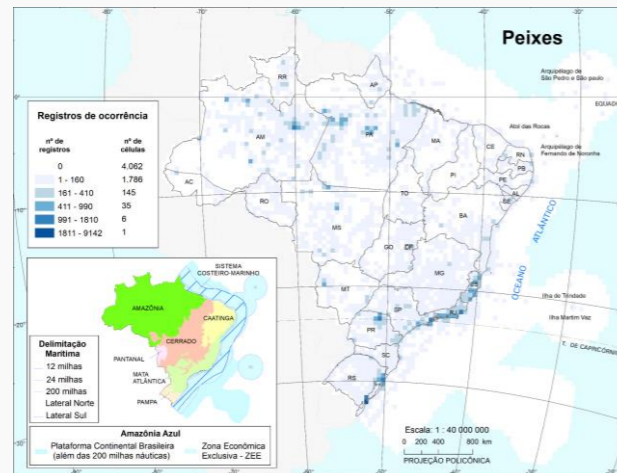 Peixes
Arquipélago de
São Pedro e São paulo
EQUADO
Atol das Rocas
Arquipélago de
Fernando de Noronha
OCEANO ATLÂNTICO
Ilha de Trinidade
Ilha Martim Vaz
T. DE CAPRICÓRNIO
RR
AP
AM
PA
MA
CE
RN
PB
PE
AL
SE
PI
AC
RO
TO
BA
MS
GO
DF
MG
MT
ES
SP
RJ
PR
SC
RS
Registros de ocorrência
nº de registros
nº de células
0 4.062
1 - 160 1.786
161 - 410 145
411 - 990 35
991 - 1810 6
1811 - 9142 1
SISTEMA
COSTEIRO-MARINHO
AMAZÔNIA
CAATINGA
CERRADO
PANTANAL
MATA
ATLÂNTICA
PAMPA
Delimitação
Marítima
12 milhas
24 milhas
200 milhas
Lateral Norte
Lateral Sul
Amazônia Azul
Plataforma Continental Brasileira
(além das 200 milhas náuticas)
Zona Econômica
Exclusiva - ZEE
Escala: 1 : 40 000 000
0 200 400 800 km
PROJEÇÃO POLICÔNICA